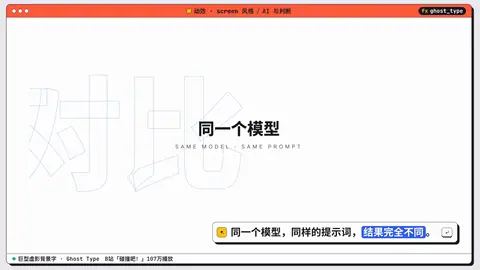 动效 · screen 风格 / AI 与判断
fx ghost_type
对比
同一个模型
SAME MODEL · SAME PROMPT
同一个模型，同样的提示词，结果完全不同。
巨型虚影背景字 · Ghost Type B站「碰撞吧！」107万播放